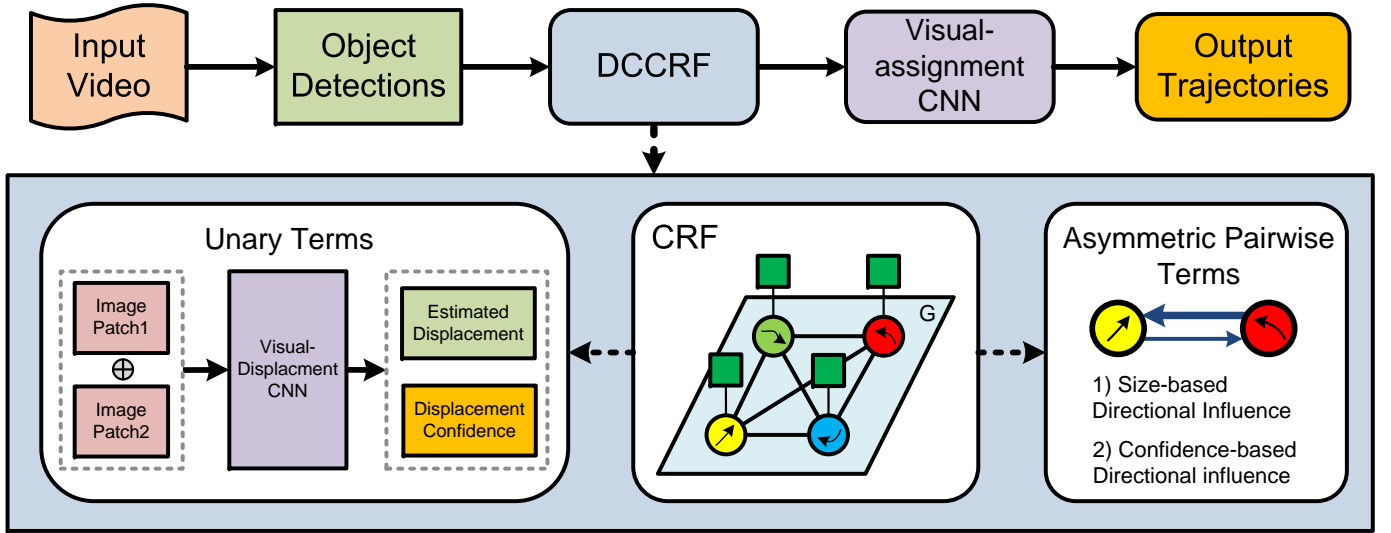 Input
Video
Object
Detections
DCCRF
Visual-
assignment
CNN
Output
Trajectories
Unary Terms
Image
Patch1
Image
Patch2
Visual-
Displacment
CNN
Estimated
Displacement
Displacement
Confidence
CRF
G
Asymmetric Pairwise
Terms
1) Size-based
Directional Influence
2) Confidence-based
Directional influence